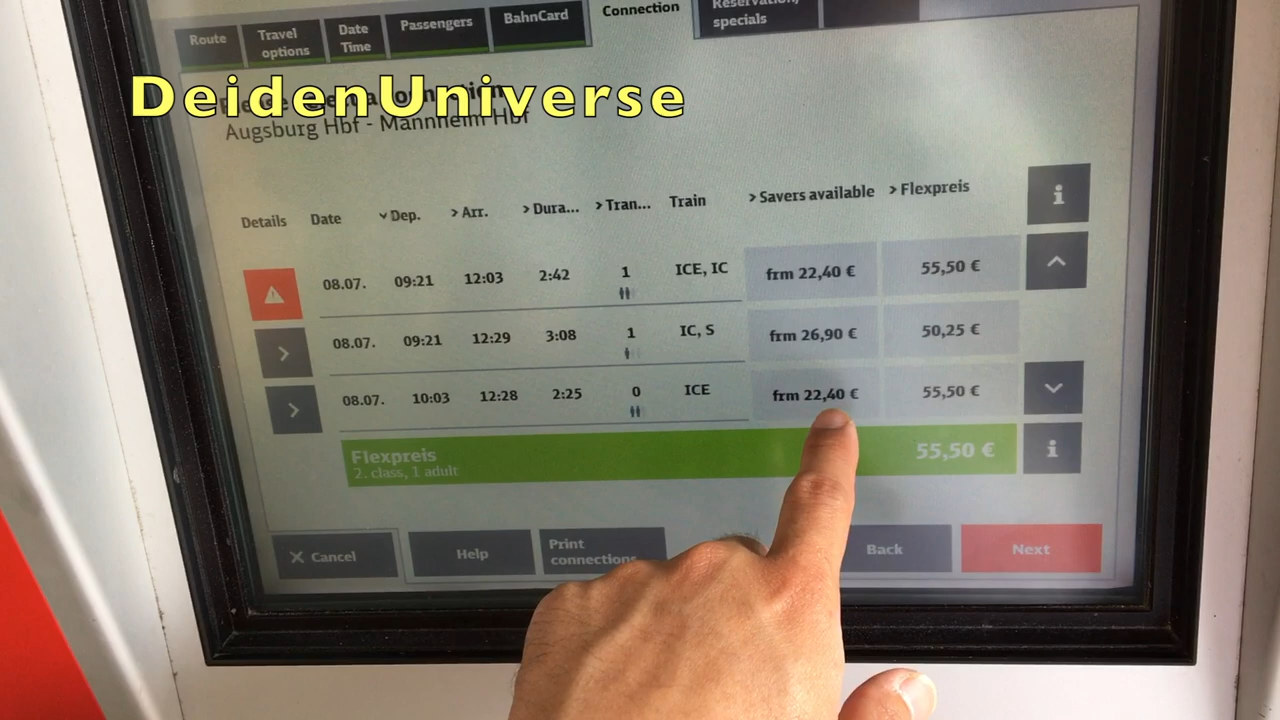 Route
Travel options
Date Time
Passengers
BahnCard
Connection
Reservation, specials
DeidenUniverse
Augsburg Hbf - Mannheim Hbf
Details Date Dep. > Arr. > Dura... > Tran... Train > Savers available > Flexpreis
08.07. 09:21 12:03 2:42 1 ICE, IC frm 22,40 € 55,50 €
08.07. 09:21 12:29 3:08 1 IC, S frm 26,90 € 50,25 €
08.07. 10:03 12:28 2:25 0 ICE frm 22,40 € 55,50 €
Flexpreis 55,50 €
2. class, 1 adult
Cancel Help Print connections Back Next